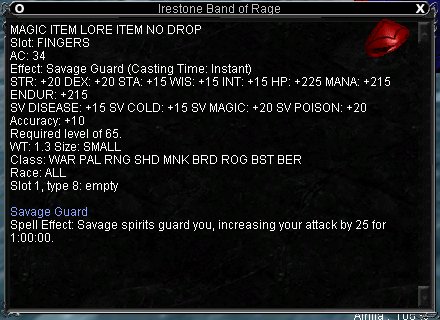 Irestone Band of Rage
MAGIC ITEM LORE ITEM NO DROP
Slot: FINGERS
AC: 34
Effect: Savage Guard (Casting Time: Instant)
STR: +20 DEX: +20 STA: +15 WIS: +15 INT: +15 HP: +225 MANA: +215
ENDUR: +215
SV DISEASE: +15 SV COLD: +15 SV MAGIC: +20 SV POISON: +20
Accuracy: +10
Required level of 65.
WT: 1.3 Size: SMALL
Class: WAR PAL RNG SHD MNK BRD ROG BST BER
Race: ALL
Slot 1, type 8: empty
Savage Guard
Spell Effect: Savage spirits guard you, increasing your attack by 25 for
1:00:00.